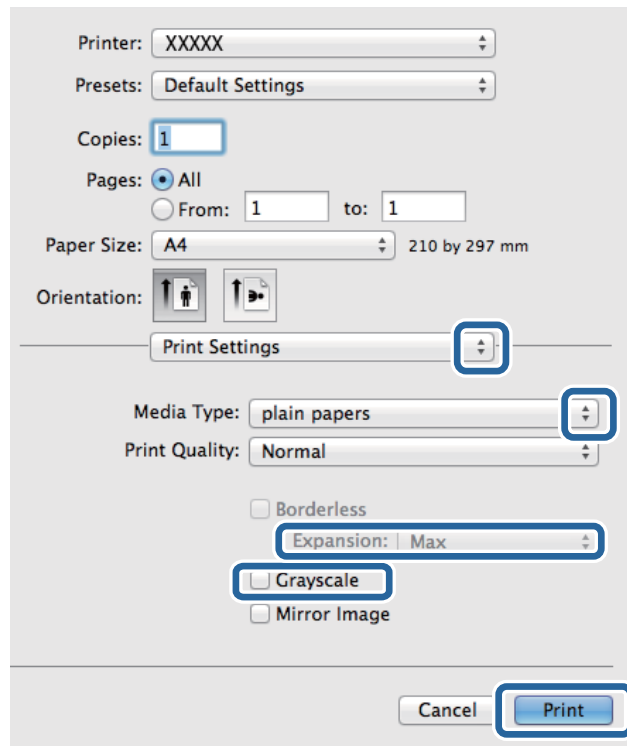 Printer: XXXXX
Presets: Default Settings
Copies: 1
Pages: All
From: 1 to: 1
Paper Size: A4 210 by 297 mm
Orientation:
Print Settings
Media Type: plain papers
Print Quality: Normal
Borderless
Expansion: Max
Grayscale
Mirror Image
Cancel Print